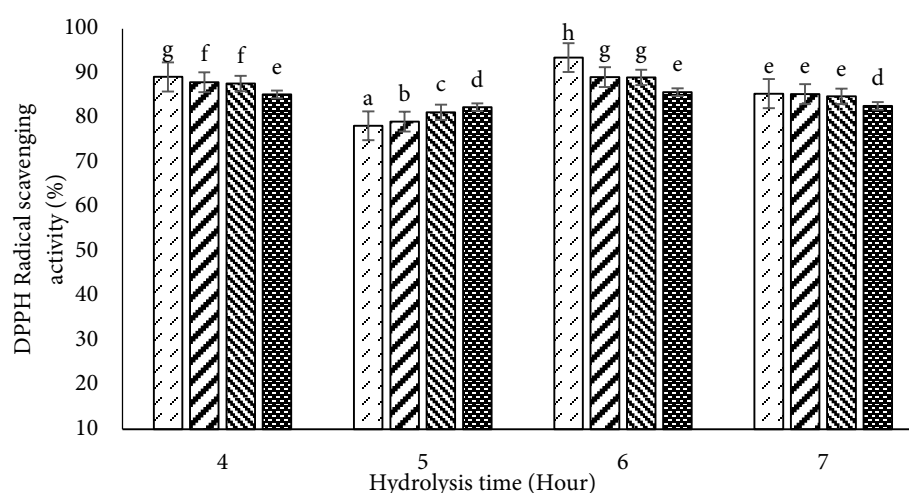 DPPH Radical scavenging
activity (%)
100
90
80
70
60
50
40
30
20
10
g f f e
a b c d
h g g e
e e e d
4 5 6 7
Hydrolysis time (Hour)